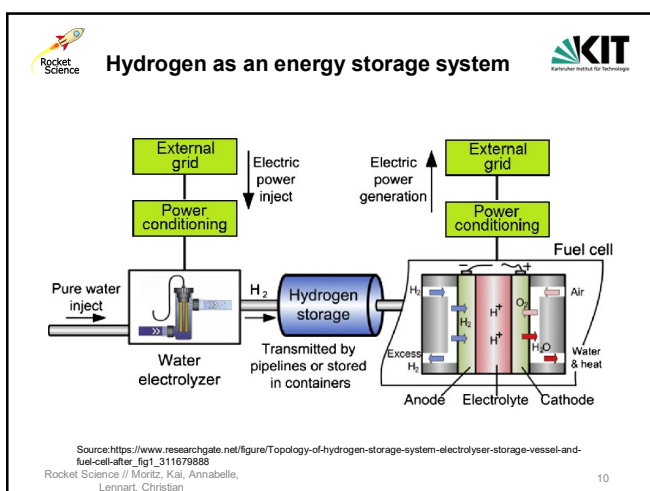 Rocket
Science
Hydrogen as an energy storage system
KIT
Karlsruher Institut für Technologie
External
grid
Electric
power
inject
Power
conditioning
Electric
power
generation
External
grid
Power
conditioning
Fuel cell
Pure water
inject
H2
Hydrogen
storage
Water
electrolyzer
Transmitted by
pipelines or stored
in containers
− +
H2
H2
Excess
H2
H+
H+
O2
H2O
Air
Water
& heat
Anode
Electrolyte
Cathode
Source:https://www.researchgate.net/figure/Topology-of-hydrogen-storage-system-electrolyser-storage-vessel-and-
fuel-cell-after_fig1_311679888
Rocket Science // Moritz, Kai, Annabelle,
Lennart, Christian
10